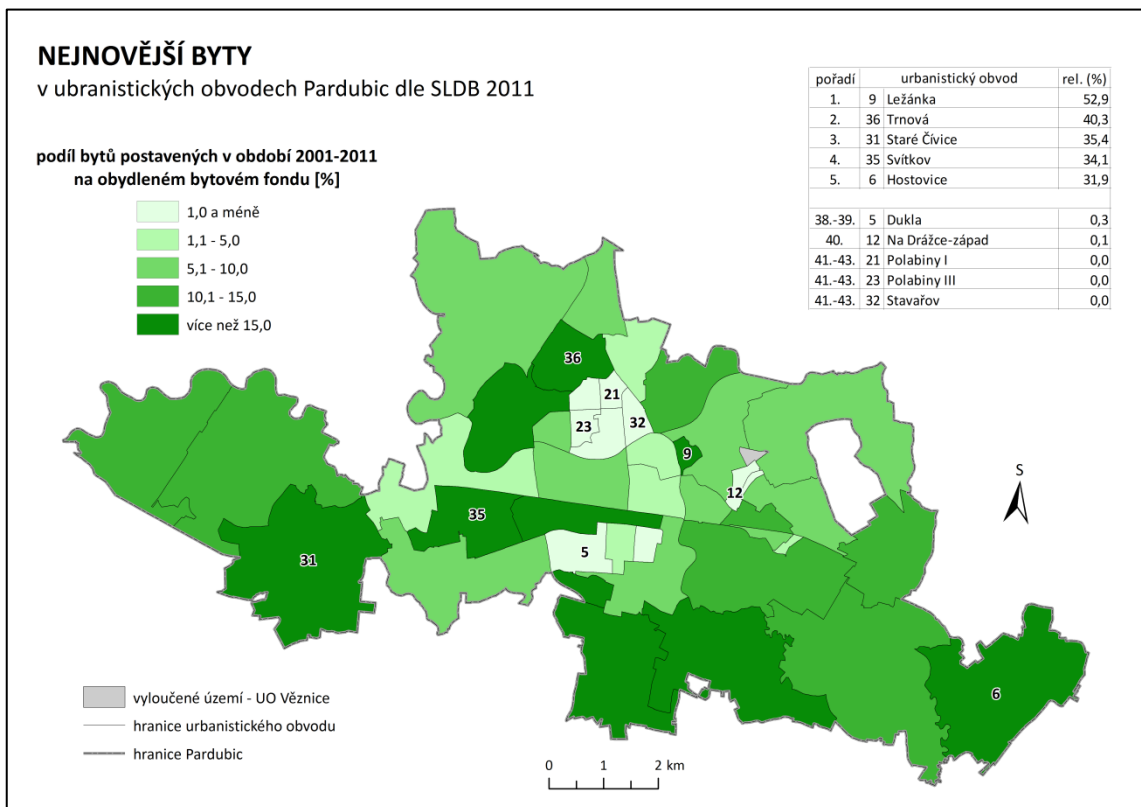 NEJNOVĚJŠÍ BYTY
v ubranistických obvodech Pardubic dle SLDB 2011
podíl bytů postavených v období 2001-2011
na obydleném bytovém fondu [%]
1,0 a méně
1,1 - 5,0
5,1 - 10,0
10,1 - 15,0
více než 15,0
pořadí urbanistický obvod rel. (%)
1. 9 Ležánka 52,9
2. 36 Trnová 40,3
3. 31 Staré Čívice 35,4
4. 35 Svítkov 34,1
5. 6 Hostovice 31,9
38.-39. 5 Dukla 0,3
40. 12 Na Drážce-západ 0,1
41.-43. 21 Polabiny I 0,0
41.-43. 23 Polabiny III 0,0
41.-43. 32 Stavařov 0,0
36
21
23
32
9
12
35
5
31
6
S
vyloučené území - UO Věznice
hranice urbanistického obvodu
hranice Pardubic
0 1 2 km